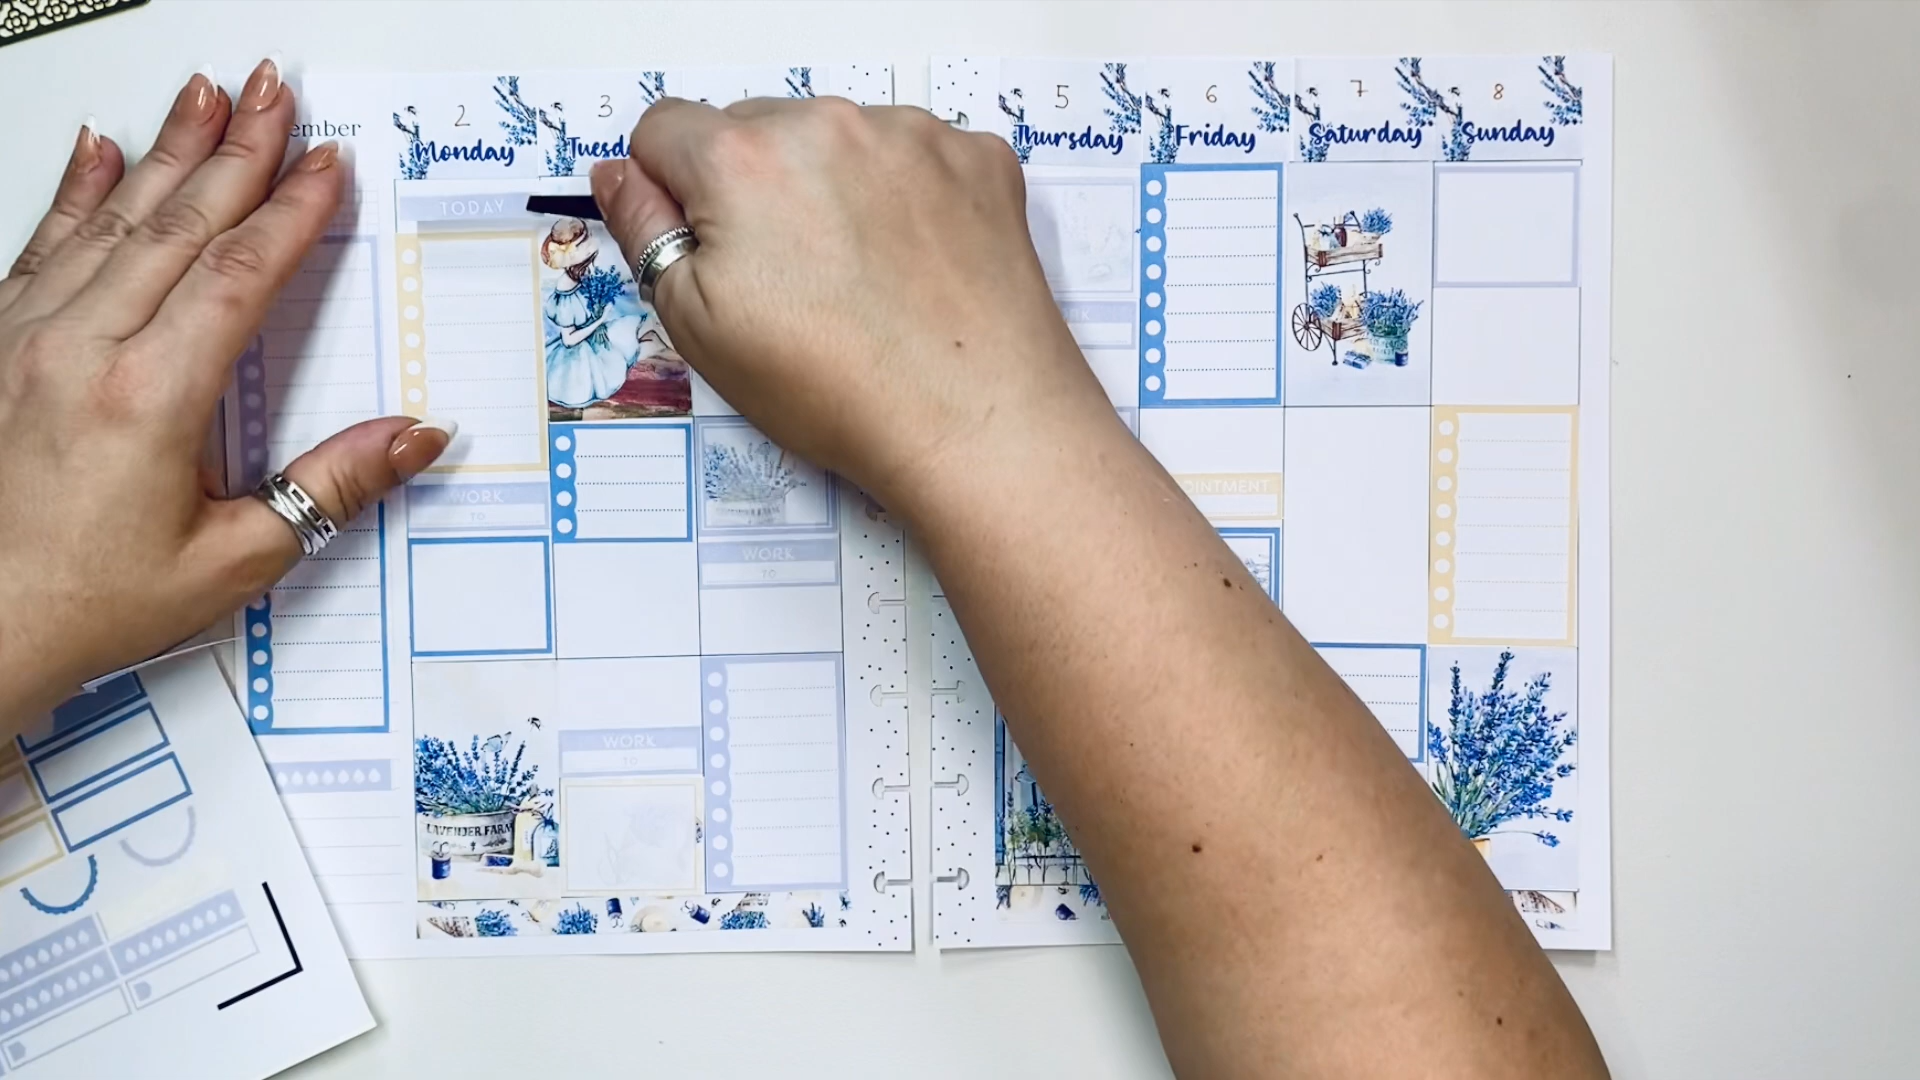 ember
2
Monday
3
Tuesd
5
Thursday
6
Friday
7
Saturday
8
Sunday
TODAY
WORK
TO
WORK
TO
WORK
TO
RK
OINTMENT
LAVENDER FARM